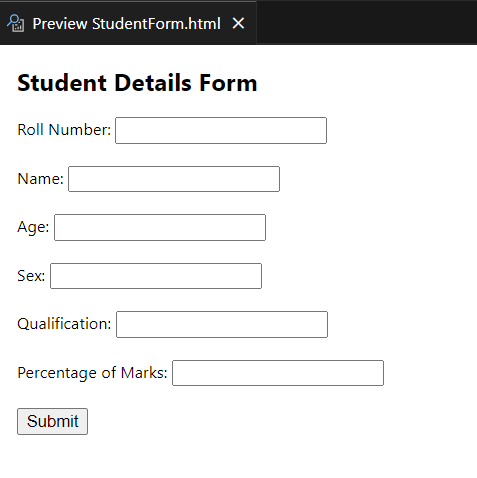 Preview StudentForm.html
Student Details Form
Roll Number:
Name:
Age:
Sex:
Qualification:
Percentage of Marks:
Submit